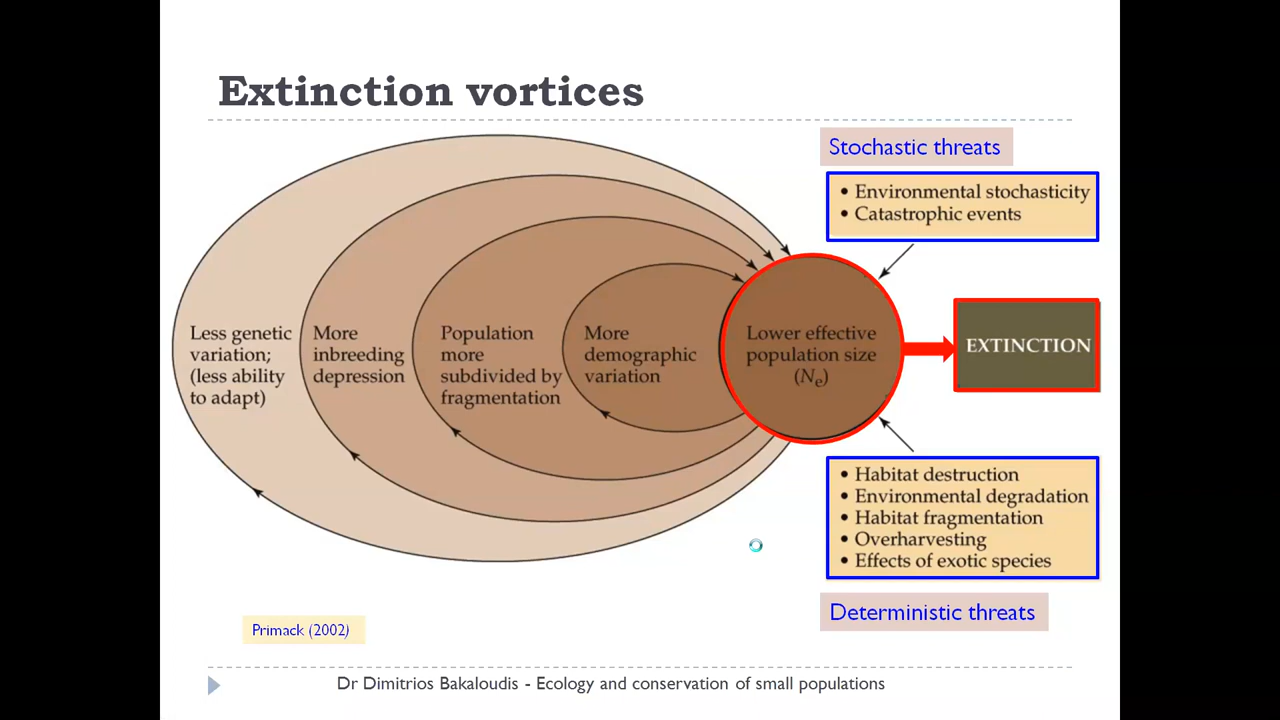 Extinction vortices
Stochastic threats
• Environmental stochasticity
• Catastrophic events
Less genetic
variation;
(less ability
to adapt)
More
inbreeding
depression
Population
more
subdivided by
fragmentation
More
demographic
variation
Lower effective
population size
(Ne)
EXTINCTION
• Habitat destruction
• Environmental degradation
• Habitat fragmentation
• Overharvesting
• Effects of exotic species
Deterministic threats
Primack (2002)
Dr Dimitrios Bakaloudis - Ecology and conservation of small populations